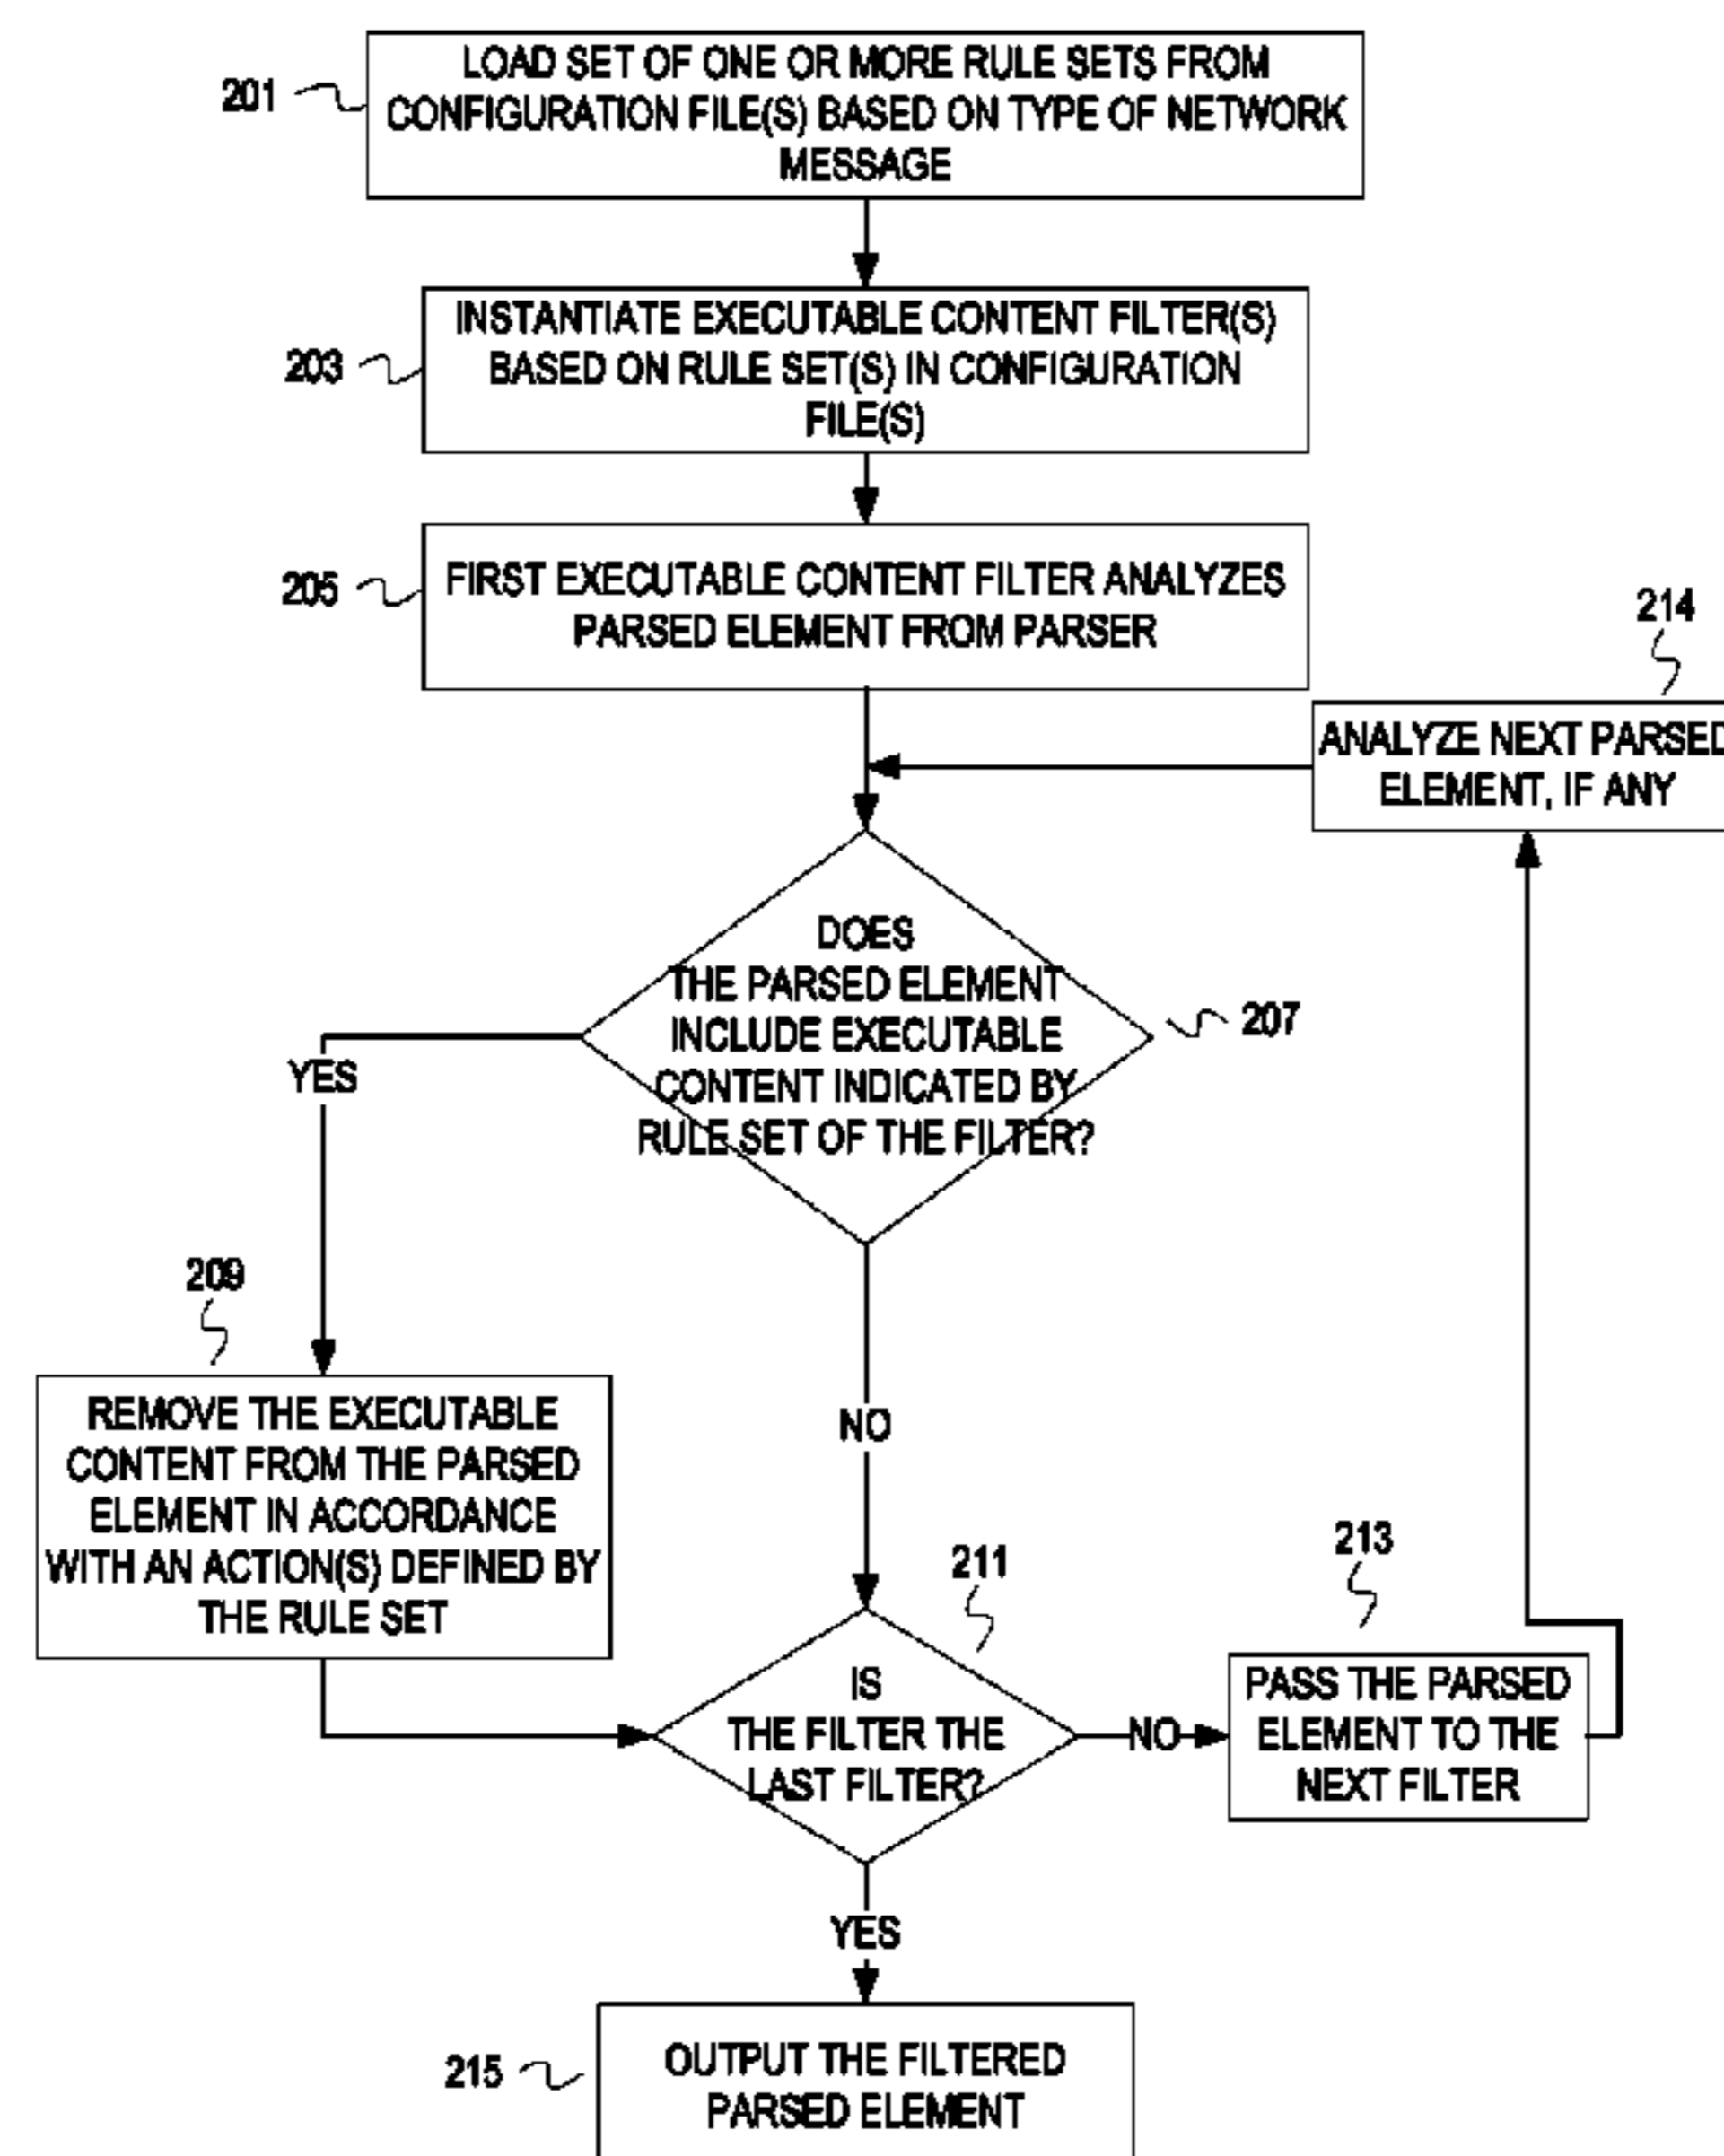 201
LOAD SET OF ONE OR MORE RULE SETS FROM
CONFIGURATION FILE(S) BASED ON TYPE OF NETWORK
MESSAGE
203
INSTANTIATE EXECUTABLE CONTENT FILTER(S)
BASED ON RULE SET(S) IN CONFIGURATION
FILE(S)
205
FIRST EXECUTABLE CONTENT FILTER ANALYZES
PARSED ELEMENT FROM PARSER
214
ANALYZE NEXT PARSED
ELEMENT, IF ANY
DOES
THE PARSED ELEMENT
INCLUDE EXECUTABLE
CONTENT INDICATED BY
RULE SET OF THE FILTER?
207
YES
209
REMOVE THE EXECUTABLE
CONTENT FROM THE PARSED
ELEMENT IN ACCORDANCE
WITH AN ACTION(S) DEFINED BY
THE RULE SET
NO
211
IS
THE FILTER THE
LAST FILTER?
NO
213
PASS THE PARSED
ELEMENT TO THE
NEXT FILTER
YES
215
OUTPUT THE FILTERED
PARSED ELEMENT